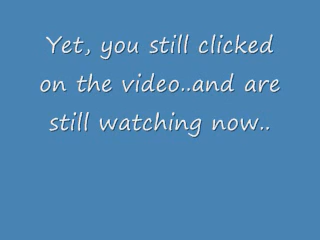 Yet, you still clicked
on the video..and are
still watching now..